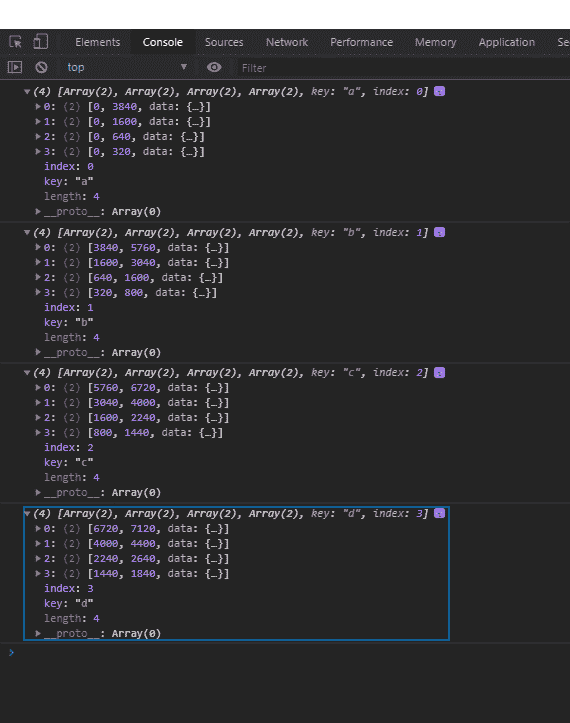 Elements Console Sources Network Performance Memory Application Se
top Filter
(4) [Array(2), Array(2), Array(2), Array(2), key: "a", index: 0]
0: (2) [0, 3840, data: {…}]
1: (2) [0, 1600, data: {…}]
2: (2) [0, 640, data: {…}]
3: (2) [0, 320, data: {…}]
index: 0
key: "a"
length: 4
__proto__: Array(0)
(4) [Array(2), Array(2), Array(2), Array(2), key: "b", index: 1]
0: (2) [3840, 5760, data: {…}]
1: (2) [1600, 3040, data: {…}]
2: (2) [640, 1600, data: {…}]
3: (2) [320, 800, data: {…}]
index: 1
key: "b"
length: 4
__proto__: Array(0)
(4) [Array(2), Array(2), Array(2), Array(2), key: "c", index: 2]
0: (2) [5760, 6720, data: {…}]
1: (2) [3040, 4000, data: {…}]
2: (2) [1600, 2240, data: {…}]
3: (2) [800, 1440, data: {…}]
index: 2
key: "c"
length: 4
__proto__: Array(0)
(4) [Array(2), Array(2), Array(2), Array(2), key: "d", index: 3]
0: (2) [6720, 7120, data: {…}]
1: (2) [4000, 4400, data: {…}]
2: (2) [2240, 2640, data: {…}]
3: (2) [1440, 1840, data: {…}]
index: 3
key: "d"
length: 4
__proto__: Array(0)